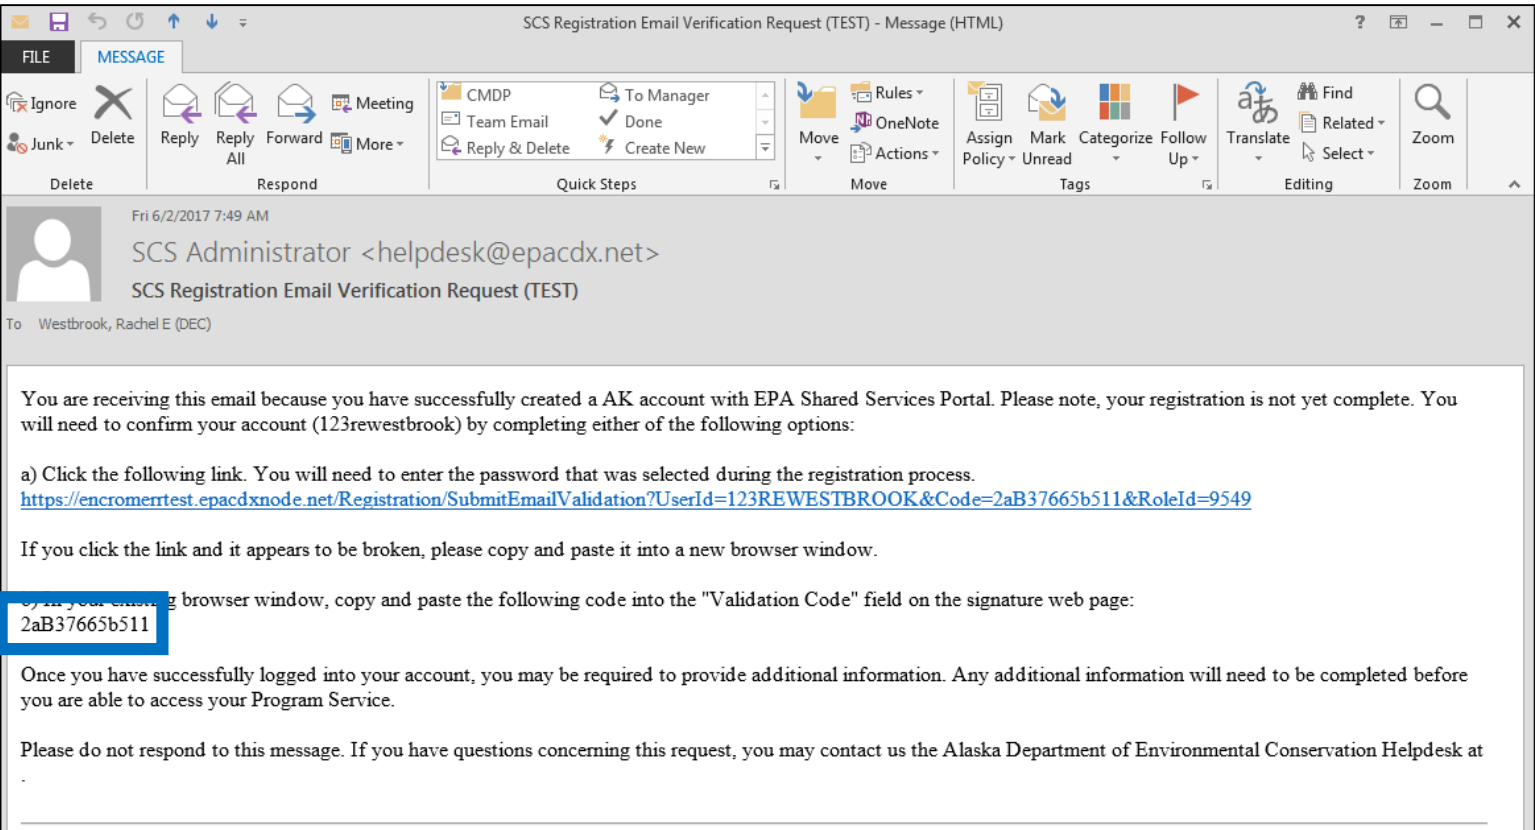 SCS Registration Email Verification Request (TEST) - Message (HTML)
?
FILE MESSAGE
Ignore
Junk
Delete
Delete
Reply
Reply All
Forward
Meeting
More
Respond
CMDP
Team Email
Reply & Delete
To Manager
Done
Create New
Quick Steps
Move
Rules
OneNote
Actions
Move
Assign Policy
Mark Unread
Categorize
Follow Up
Tags
Translate
Find
Related
Select
Editing
Zoom
Zoom
Fri 6/2/2017 7:49 AM
SCS Administrator <helpdesk@epacdx.net>
SCS Registration Email Verification Request (TEST)
To Westbrook, Rachel E (DEC)
You are receiving this email because you have successfully created a AK account with EPA Shared Services Portal. Please note, your registration is not yet complete. You
will need to confirm your account (123rewestbrook) by completing either of the following options:
a) Click the following link. You will need to enter the password that was selected during the registration process.
https://encromerrtest.epacdxnode.net/Registration/SubmitEmailValidation?UserId=123REWESTBROOK&Code=2aB37665b511&RoleId=9549
If you click the link and it appears to be broken, please copy and paste it into a new browser window.
b) In your existing browser window, copy and paste the following code into the "Validation Code" field on the signature web page:
2aB37665b511
Once you have successfully logged into your account, you may be required to provide additional information. Any additional information will need to be completed before
you are able to access your Program Service.
Please do not respond to this message. If you have questions concerning this request, you may contact us the Alaska Department of Environmental Conservation Helpdesk at
.